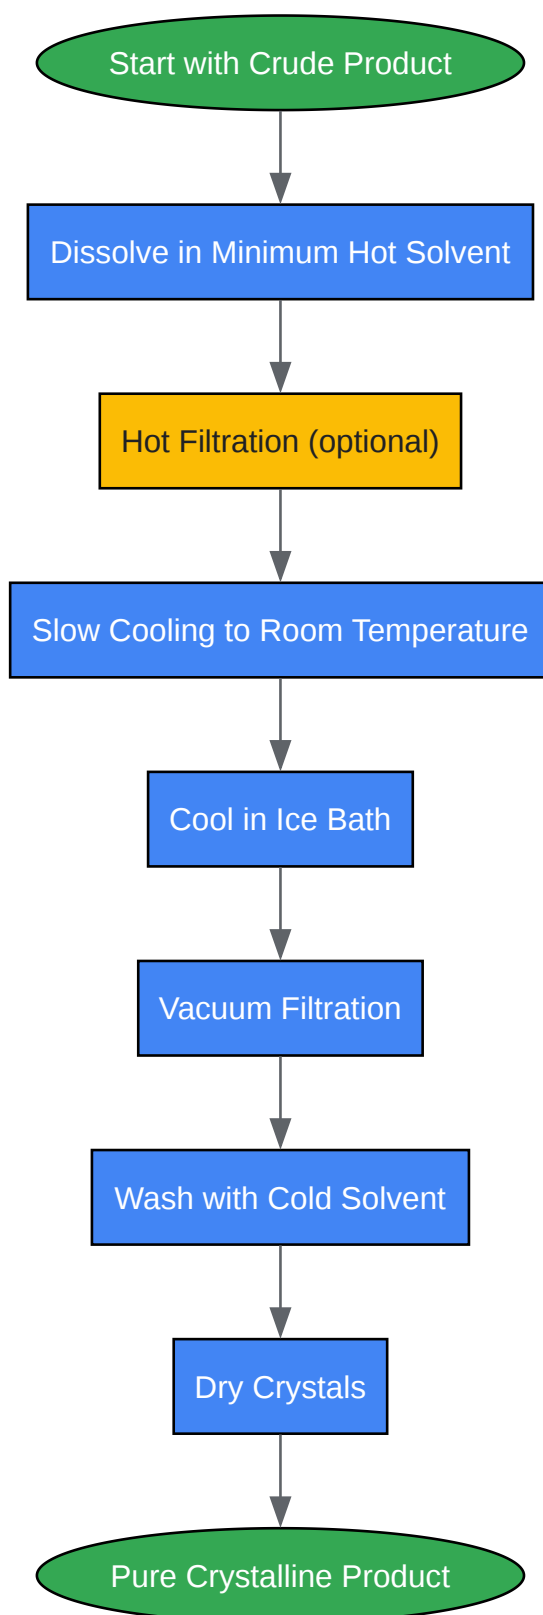 Start with Crude Product
Dissolve in Minimum Hot Solvent
Hot Filtration (optional)
Slow Cooling to Room Temperature
Cool in Ice Bath
Vacuum Filtration
Wash with Cold Solvent
Dry Crystals
Pure Crystalline Product